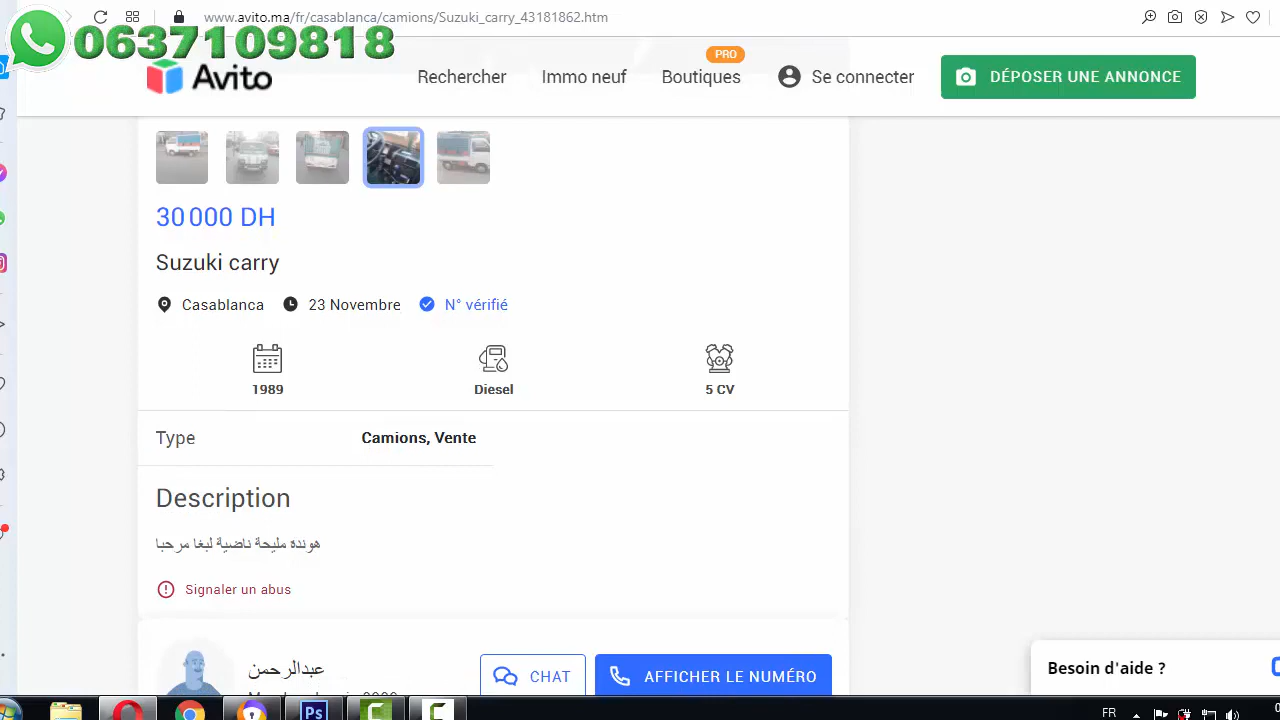 www.avito.ma/fr/casablanca/camions/Suzuki_carry_43181862.htm
0637109818
Avito
Rechercher
Immo neuf
PRO
Boutiques
Se connecter
DÉPOSER UNE ANNONCE
30 000 DH
Suzuki carry
Casablanca 23 Novembre N° vérifié
1989 Diesel 5 CV
Type Camions, Vente
Description
هوندة مليحة ناضية لبغا مرحبا
Signaler un abus
عبدالرحمن
CHAT
AFFICHER LE NUMÉRO
Besoin d'aide ?
Ps
FR